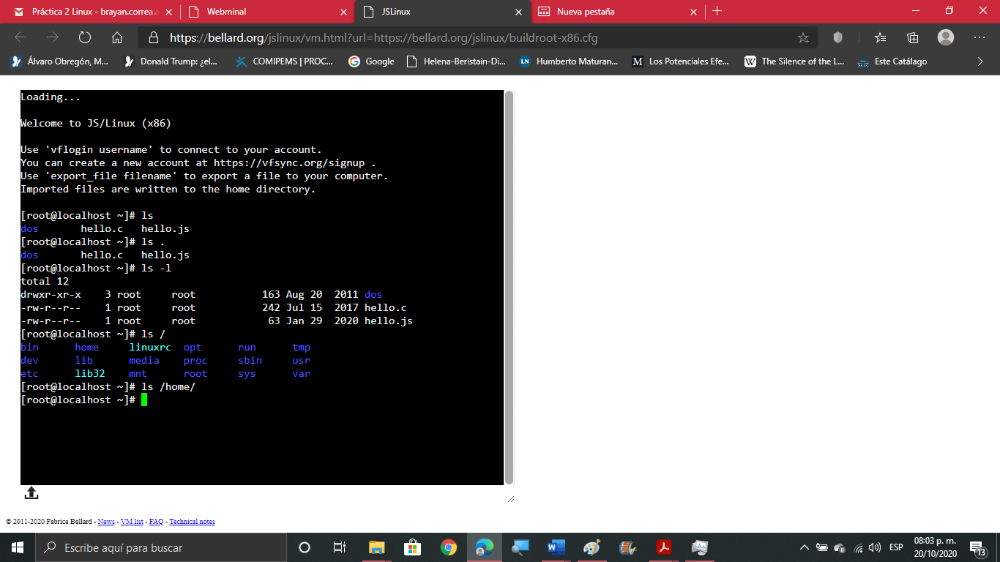 Práctica 2 Linux - brayan.correa.a
Webminal
JSLinux
Nueva pestaña
https://bellard.org/jslinux/vm.html?url=https://bellard.org/jslinux/buildroot-x86.cfg
Álvaro Obregón, M...
Donald Trump: ¿el...
COMIPEMS | PROC...
Google
Helena-Beristain-Di...
LN Humberto Maturan...
M Los Potenciales Efe...
W The Silence of the L...
Este Catálago
Loading...
Welcome to JS/Linux (x86)
Use 'vflogin username' to connect to your account.
You can create a new account at https://vfsync.org/signup .
Use 'export_file filename' to export a file to your computer.
Imported files are written to the home directory.
[root@localhost ~]# ls
dos       hello.c   hello.js
[root@localhost ~]# ls .
dos       hello.c   hello.js
[root@localhost ~]# ls -l
total 12
drwxr-xr-x    3 root     root           163 Aug 20  2011 dos
-rw-r--r--    1 root     root           242 Jul 15  2017 hello.c
-rw-r--r--    1 root     root            63 Jan 29  2020 hello.js
[root@localhost ~]# ls /
bin      home     linuxrc  opt      run      tmp
dev      lib      media    proc     sbin     usr
etc      lib32    mnt      root     sys      var
[root@localhost ~]# ls /home/
[root@localhost ~]#
© 2011-2020 Fabrice Bellard - News - VM list - FAQ - Technical notes
Escribe aquí para buscar
ESP
08:03 p. m.
20/10/2020
13